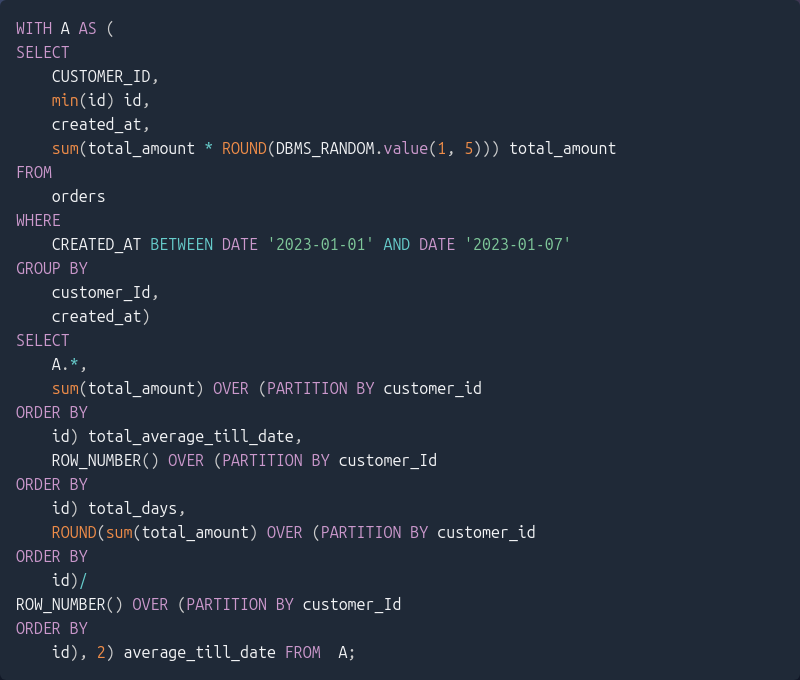 WITH A AS (
SELECT
    CUSTOMER_ID,
    min(id) id,
    created_at,
    sum(total_amount * ROUND(DBMS_RANDOM.value(1, 5))) total_amount
FROM
    orders
WHERE
    CREATED_AT BETWEEN DATE '2023-01-01' AND DATE '2023-01-07'
GROUP BY
    customer_Id,
    created_at)
SELECT
    A.*,
    sum(total_amount) OVER (PARTITION BY customer_id
ORDER BY
    id) total_average_till_date,
    ROW_NUMBER() OVER (PARTITION BY customer_Id
ORDER BY
    id) total_days,
    ROUND(sum(total_amount) OVER (PARTITION BY customer_id
ORDER BY
    id)/
ROW_NUMBER() OVER (PARTITION BY customer_Id
ORDER BY
    id), 2) average_till_date FROM  A;